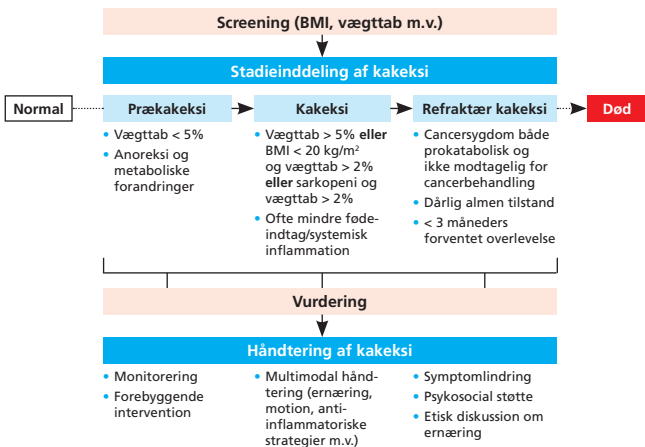 Screening (BMI, vægttab m.v.)
Stadieinddeling af kakeksi
Normal
Prækakeksi
Kakeksi
Refraktær kakeksi
Død
• Vægttab < 5%
• Anoreksi og
metaboliske
forandringer
• Vægttab > 5% eller
BMI < 20 kg/m²
og vægttab > 2%
eller sarkopeni og
vægttab > 2%
• Ofte mindre føde-
indtag/systemisk
inflammation
• Cancersygdom både
prokatabolisk og
ikke modtagelig for
cancerbehandling
• Dårlig almen tilstand
• < 3 måneders
forventet overlevelse
Vurdering
Håndtering af kakeksi
• Monitorering
• Forebyggende
intervention
• Multimodal hånd-
tering (ernæring,
motion, anti-
inflammatoriske
strategier m.v.)
• Symptomlindring
• Psykosocial støtte
• Etisk diskussion om
ernæring